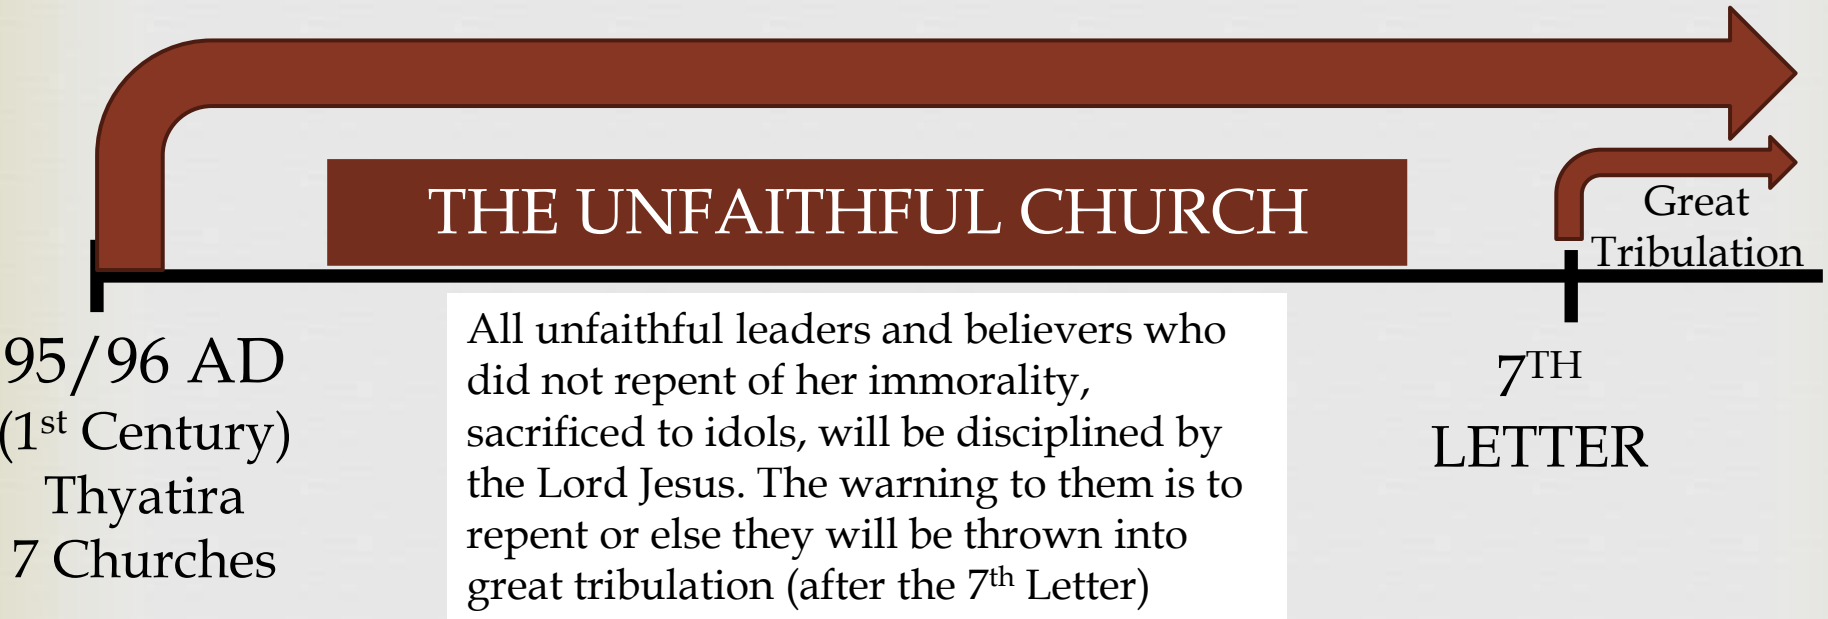 THE UNFAITHFUL CHURCH
Great
Tribulation
95/96 AD
(1st Century)
Thyatira
7 Churches
All unfaithful leaders and believers who
did not repent of her immorality,
sacrificed to idols, will be disciplined by
the Lord Jesus. The warning to them is to
repent or else they will be thrown into
great tribulation (after the 7th Letter)
7TH
LETTER